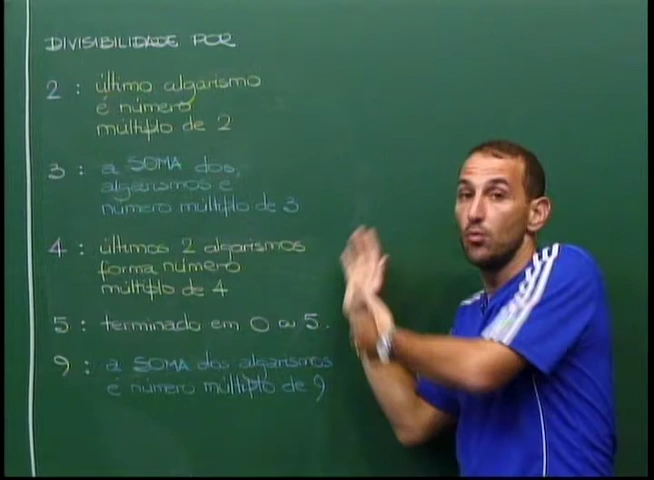 DIVISIBILIDADE POR
2 : último algarismo
é número
múltiplo de 2
3 : a SOMA dos
algarismos é
número múltiplo de 3
4 : últimos 2 algarismos
forma número
múltiplo de 4
5 : terminado em 0 ou 5.
9 : a SOMA dos algarismos
é número múltiplo de 9